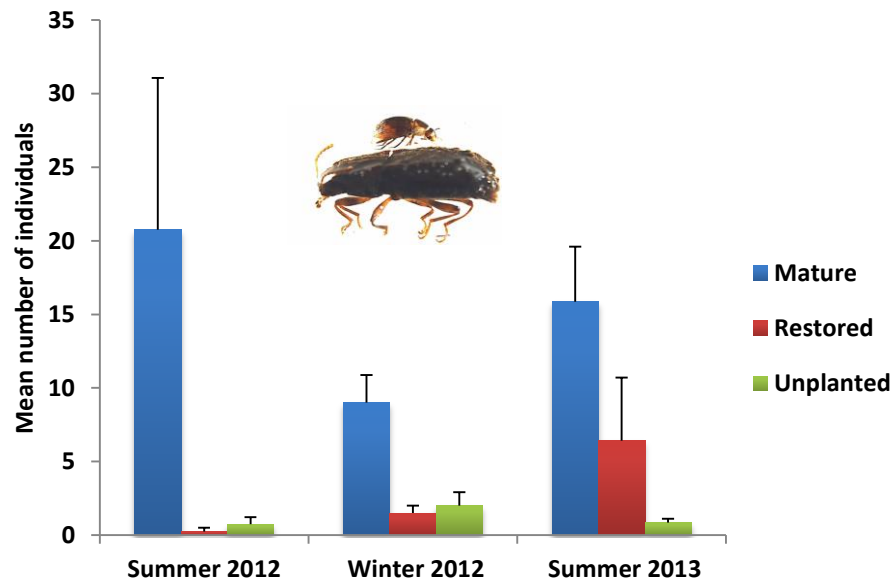 35
30
25
20
15
10
5
0
Mean number of individuals
Summer 2012
Winter 2012
Summer 2013
Mature
Restored
Unplanted